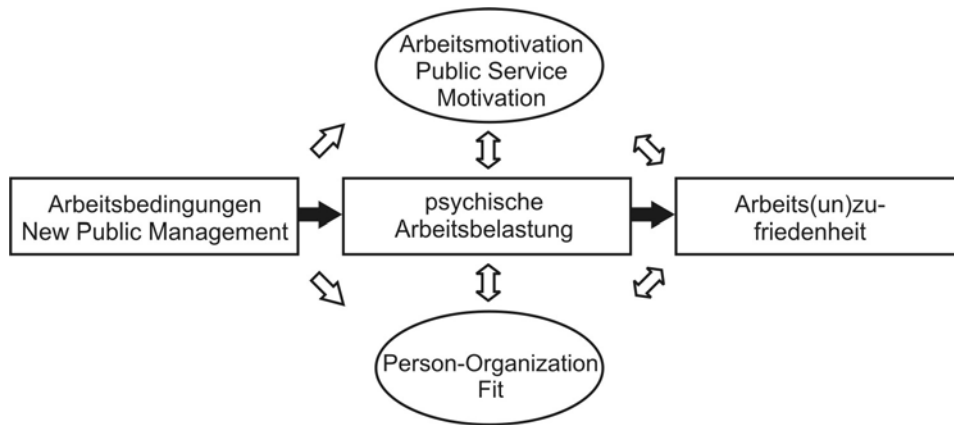 Arbeitsmotivation
Public Service
Motivation
Arbeitsbedingungen
New Public Management
psychische
Arbeitsbelastung
Arbeits(un)zu-
friedenheit
Person-Organization
Fit